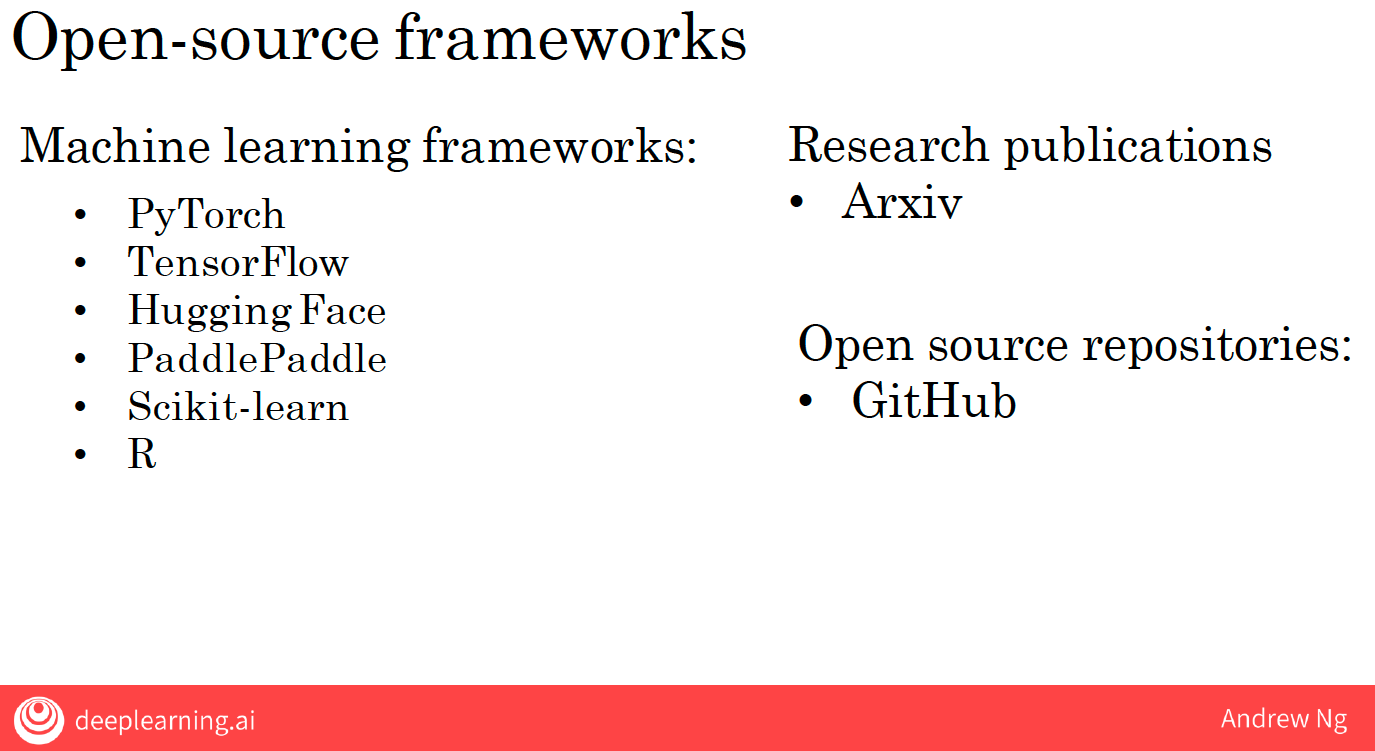 Open-source frameworks
Machine learning frameworks:
• PyTorch
• TensorFlow
• Hugging Face
• PaddlePaddle
• Scikit-learn
• R
Research publications
• Arxiv
Open source repositories:
• GitHub
deeplearning.ai
Andrew Ng